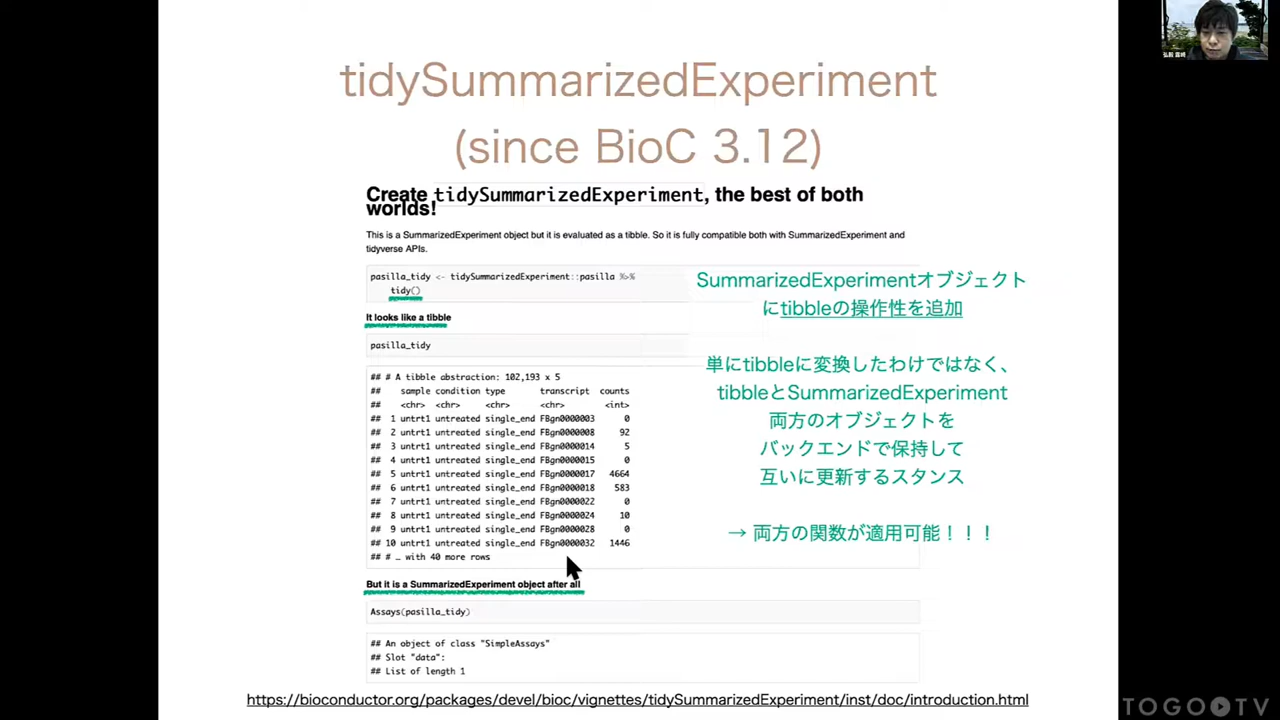 tidySummarizedExperiment
(since BioC 3.12)
Create tidySummarizedExperiment, the best of both
worlds!
This is a SummarizedExperiment object but it is evaluated as a tibble. So it is fully compatible both with SummarizedExperiment and
tidyverse APIs.
pasilla_tidy <- tidySummarizedExperiment::pasilla %>%
tidy()
It looks like a tibble
pasilla_tidy
## # A tibble abstraction: 102,193 x 5
## sample condition type transcript counts
## <chr> <chr> <chr> <chr> <int>
## 1 untrt1 untreated single_end FBgn0000003 0
## 2 untrt1 untreated single_end FBgn0000008 92
## 3 untrt1 untreated single_end FBgn0000014 5
## 4 untrt1 untreated single_end FBgn0000015 0
## 5 untrt1 untreated single_end FBgn0000017 4664
## 6 untrt1 untreated single_end FBgn0000018 583
## 7 untrt1 untreated single_end FBgn0000022 0
## 8 untrt1 untreated single_end FBgn0000024 10
## 9 untrt1 untreated single_end FBgn0000028 0
## 10 untrt1 untreated single_end FBgn0000032 1446
## # … with 40 more rows
But it is a SummarizedExperiment object after all
Assays(pasilla_tidy)
## An object of class "SimpleAssays"
## Slot "data":
## List of length 1
SummarizedExperimentオブジェクト
にtibbleの操作性を追加
単にtibbleに変換したわけではなく、
tibbleとSummarizedExperiment
両方のオブジェクトを
バックエンドで保持して
互いに更新するスタンス
→ 両方の関数が適用可能！！！
https://bioconductor.org/packages/devel/bioc/vignettes/tidySummarizedExperiment/inst/doc/introduction.html
TOGOTV